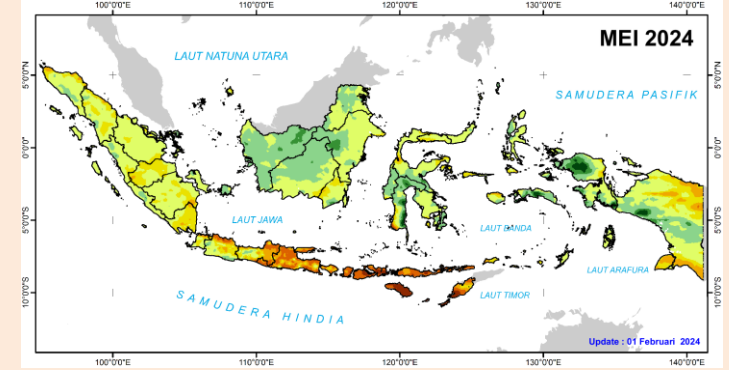 100°0'0"
110°0'0"E
120°0'0"E
130°0'0"E
140°0'0"E
MEI 2024
LAUT NATUNA UTARA
5°0'0"N
5°0'0"N
SAMUDERA PASIFIK
0°0'0"
0°0'0"
LAUT JAWA
LAUT BANDA
5°0'0"S
5°0'0"S
LAUT ARAFURA
SAMUDERA HINDIA
LAUT TIMOR
10°0'0"S
10°0'0"S
Update : 01 Februari 2024
100°0'0"E
110°0'0"E
120°0'0"E
130°0'0"E
140°0'0"E